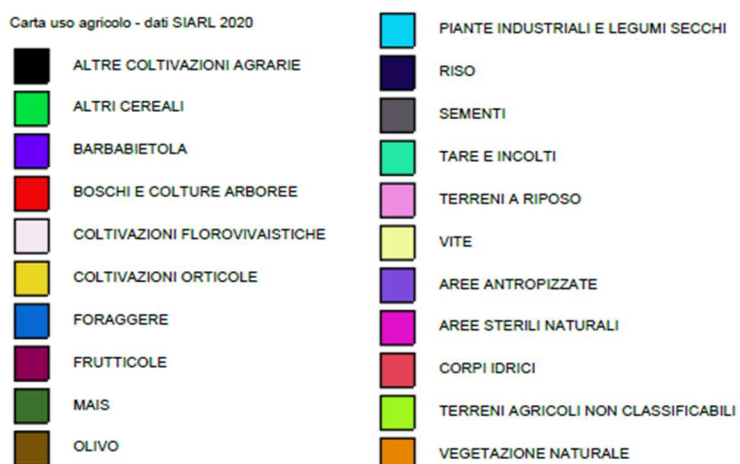 Carta uso agricolo - dati SIARL 2020
ALTRE COLTIVAZIONI AGRARIE
ALTRI CEREALI
BARBABIETOLA
BOSCHI E COLTURE ARBOREE
COLTIVAZIONI FLOROVIVAISTICHE
COLTIVAZIONI ORTICOLE
FORAGGERE
FRUTTICOLE
MAIS
OLIVO
PIANTE INDUSTRIALI E LEGUMI SECCHI
RISO
SEMENTI
TARE E INCOLTI
TERRENI A RIPOSO
VITE
AREE ANTROPIZZATE
AREE STERILI NATURALI
CORPI IDRICI
TERRENI AGRICOLI NON CLASSIFICABILI
VEGETAZIONE NATURALE